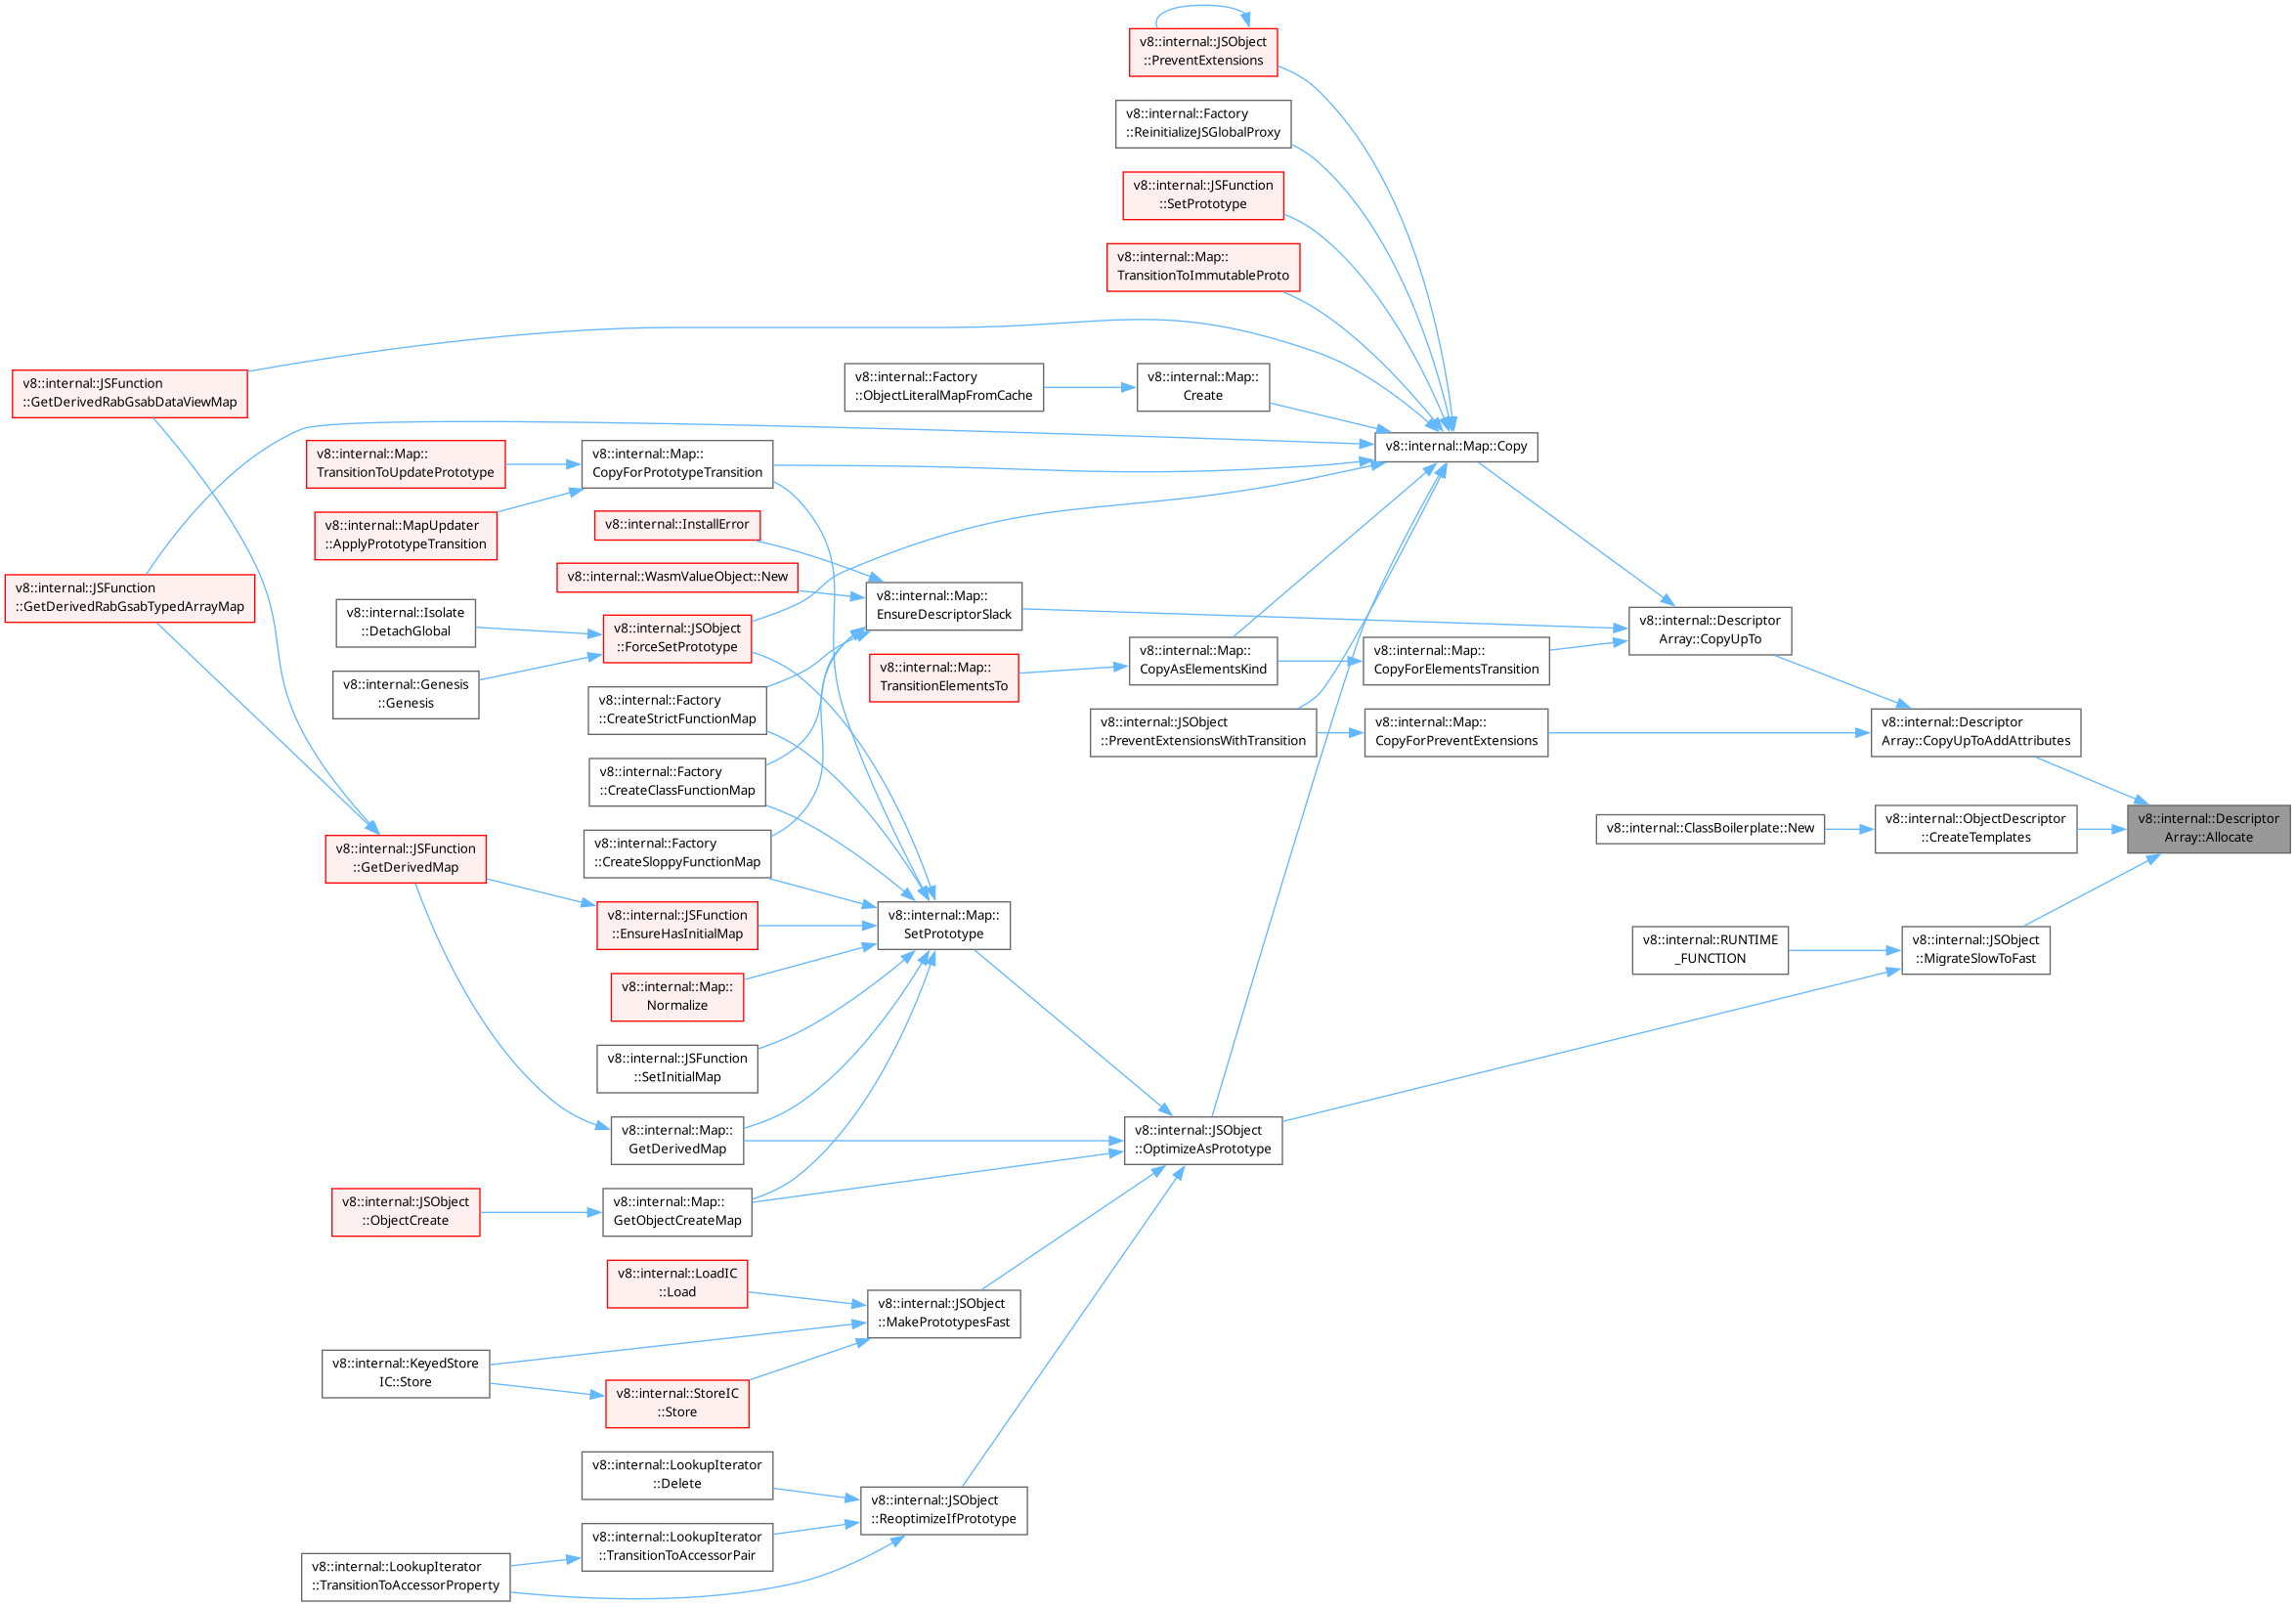 v8::internal::JSObject
::PreventExtensions
v8::internal::Factory
::ReinitializeJSGlobalProxy
v8::internal::JSFunction
::SetPrototype
v8::internal::Map::
TransitionToImmutableProto
v8::internal::JSFunction
::GetDerivedRabGsabDataViewMap
v8::internal::Factory
::ObjectLiteralMapFromCache
v8::internal::Map::
Create
v8::internal::Map::Copy
v8::internal::Map::
TransitionToUpdatePrototype
v8::internal::Map::
CopyForPrototypeTransition
v8::internal::MapUpdater
::ApplyPrototypeTransition
v8::internal::InstallError
v8::internal::WasmValueObject::New
v8::internal::JSFunction
::GetDerivedRabGsabTypedArrayMap
v8::internal::Map::
EnsureDescriptorSlack
v8::internal::Isolate
::DetachGlobal
v8::internal::JSObject
::ForceSetPrototype
v8::internal::Descriptor
Array::CopyUpTo
v8::internal::Map::
TransitionElementsTo
v8::internal::Map::
CopyAsElementsKind
v8::internal::Map::
CopyForElementsTransition
v8::internal::Genesis
::Genesis
v8::internal::Factory
::CreateStrictFunctionMap
v8::internal::JSObject
::PreventExtensionsWithTransition
v8::internal::Map::
CopyForPreventExtensions
v8::internal::Descriptor
Array::CopyUpToAddAttributes
v8::internal::Factory
::CreateClassFunctionMap
v8::internal::ClassBoilerplate::New
v8::internal::ObjectDescriptor
::CreateTemplates
v8::internal::Descriptor
Array::Allocate
v8::internal::Factory
::CreateSloppyFunctionMap
v8::internal::JSFunction
::GetDerivedMap
v8::internal::JSFunction
::EnsureHasInitialMap
v8::internal::Map::
SetPrototype
v8::internal::RUNTIME
_FUNCTION
v8::internal::JSObject
::MigrateSlowToFast
v8::internal::Map::
Normalize
v8::internal::JSFunction
::SetInitialMap
v8::internal::Map::
GetDerivedMap
v8::internal::JSObject
::OptimizeAsPrototype
v8::internal::JSObject
::ObjectCreate
v8::internal::Map::
GetObjectCreateMap
v8::internal::LoadIC
::Load
v8::internal::JSObject
::MakePrototypesFast
v8::internal::KeyedStore
IC::Store
v8::internal::StoreIC
::Store
v8::internal::LookupIterator
::Delete
v8::internal::JSObject
::ReoptimizeIfPrototype
v8::internal::LookupIterator
::TransitionToAccessorPair
v8::internal::LookupIterator
::TransitionToAccessorProperty